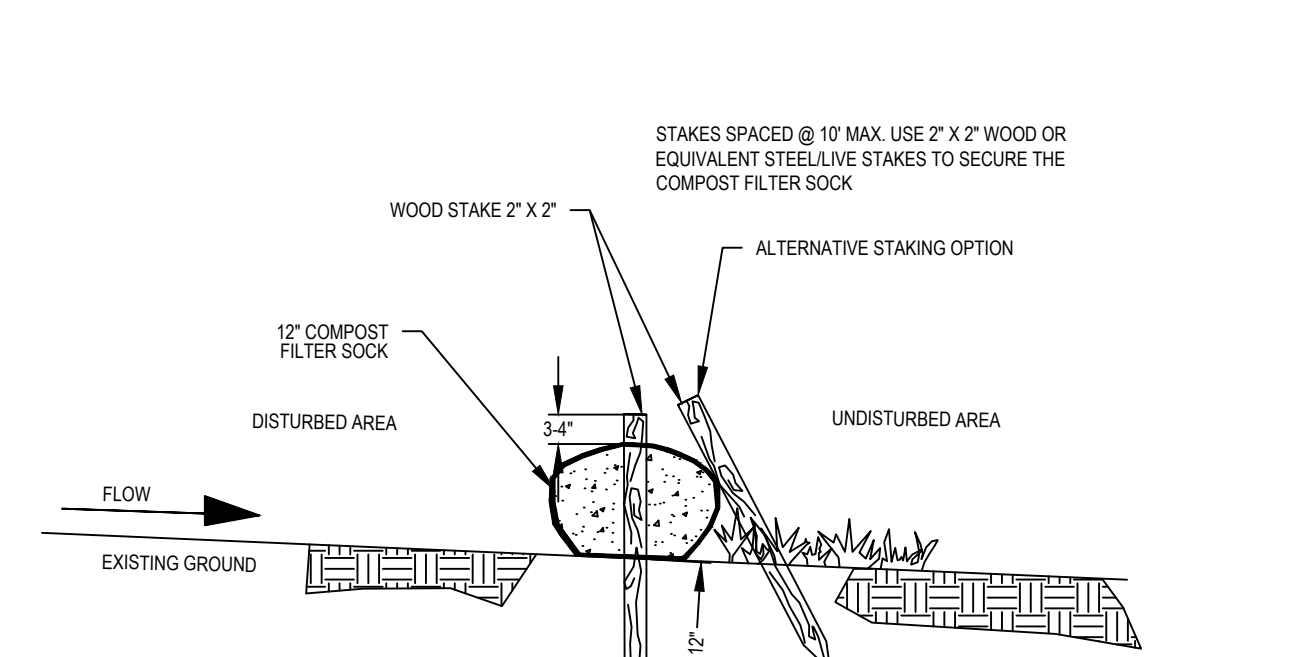 STAKES SPACED @ 10' MAX. USE 2" X 2" WOOD OR
EQUIVALENT STEEL/LIVE STAKES TO SECURE THE
COMPOST FILTER SOCK
WOOD STAKE 2" X 2"
ALTERNATIVE STAKING OPTION
12" COMPOST
FILTER SOCK
DISTURBED AREA
3-4"
UNDISTURBED AREA
FLOW
EXISTING GROUND
12"